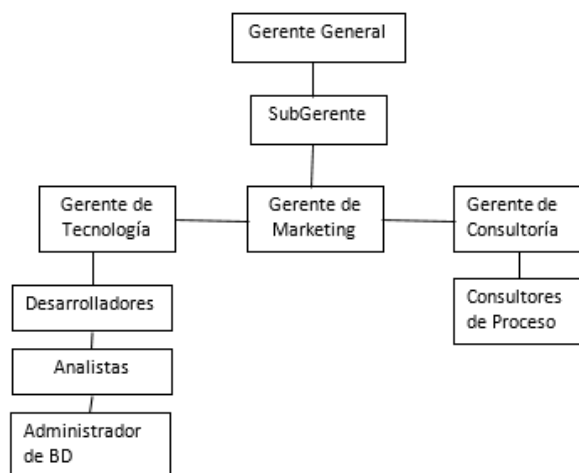 Gerente General
SubGerente
Gerente de
Tecnología
Gerente de
Marketing
Gerente de
Consultoría
Desarrolladores
Consultores
de Proceso
Analistas
Administrador
de BD